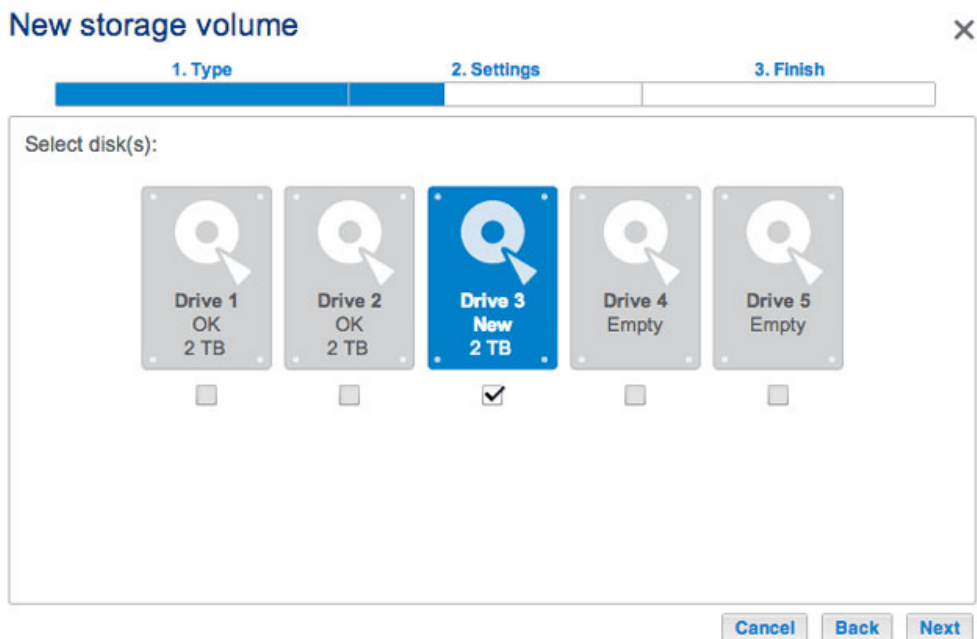 New storage volume
1. Type 2. Settings 3. Finish
Select disk(s):
Drive 1 Drive 2 Drive 3 Drive 4 Drive 5
OK OK New Empty Empty
2 TB 2 TB 2 TB
Cancel Back Next